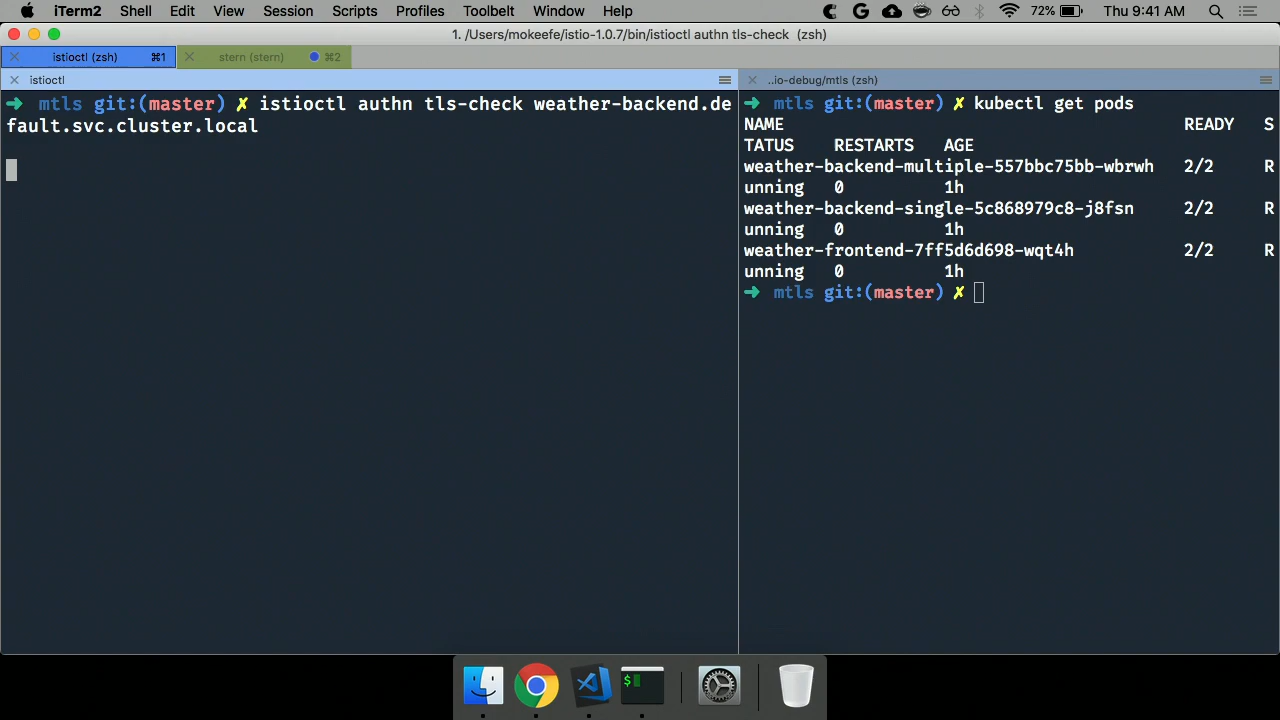 iTerm2 Shell Edit View Session Scripts Profiles Toolbelt Window Help 72% Thu 9:41 AM
1. /Users/mokeefe/istio-1.0.7/bin/istioctl authn tls-check (zsh)
istioctl (zsh) ⌘1 stern (stern) ⌘2
istioctl
➜ mtls git:(master) ✗ istioctl authn tls-check weather-backend.de
fault.svc.cluster.local
..io-debug/mtls (zsh)
➜ mtls git:(master) ✗ kubectl get pods
NAME READY S
TATUS RESTARTS AGE
weather-backend-multiple-557bbc75bb-wbrwh 2/2 R
unning 0 1h
weather-backend-single-5c868979c8-j8fsn 2/2 R
unning 0 1h
weather-frontend-7ff5d6d698-wqt4h 2/2 R
unning 0 1h
➜ mtls git:(master) ✗
$